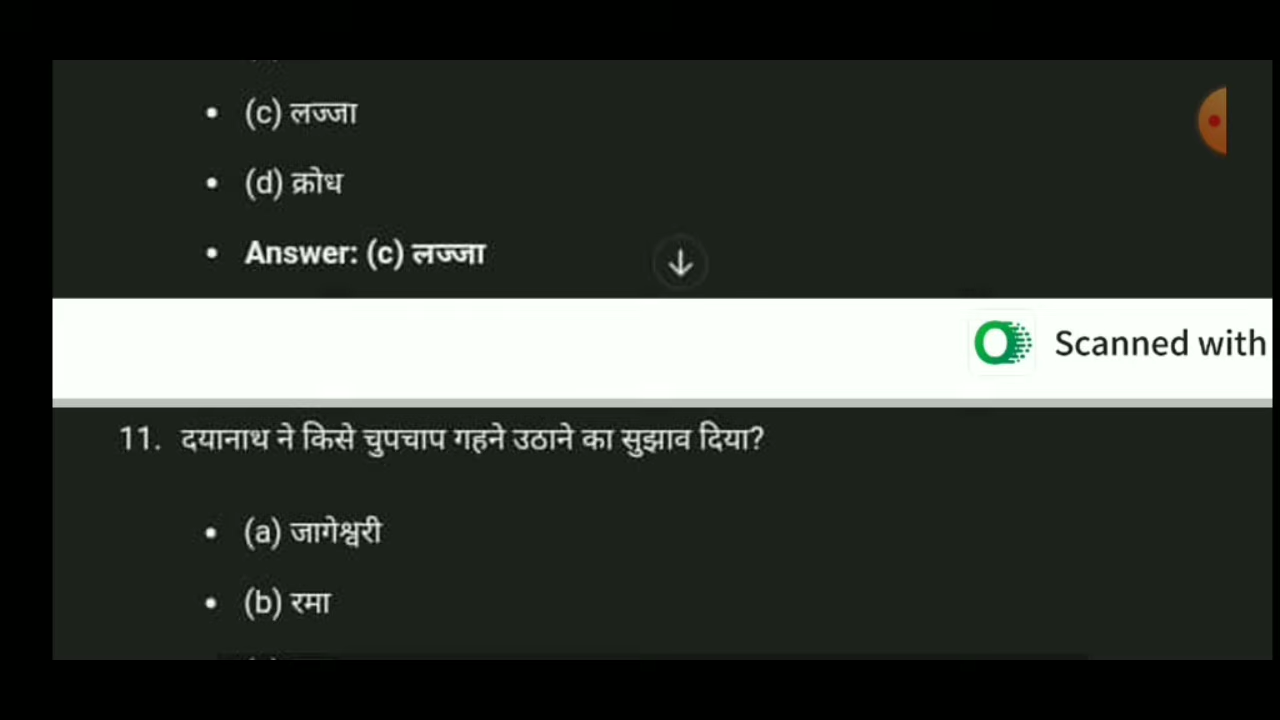 • (c) लज्जा
• (d) क्रोध
• Answer: (c) लज्जा
Scanned with
11. दयानाथ ने किसे चुपचाप गहने उठाने का सुझाव दिया?
• (a) जागेश्वरी
• (b) रमा